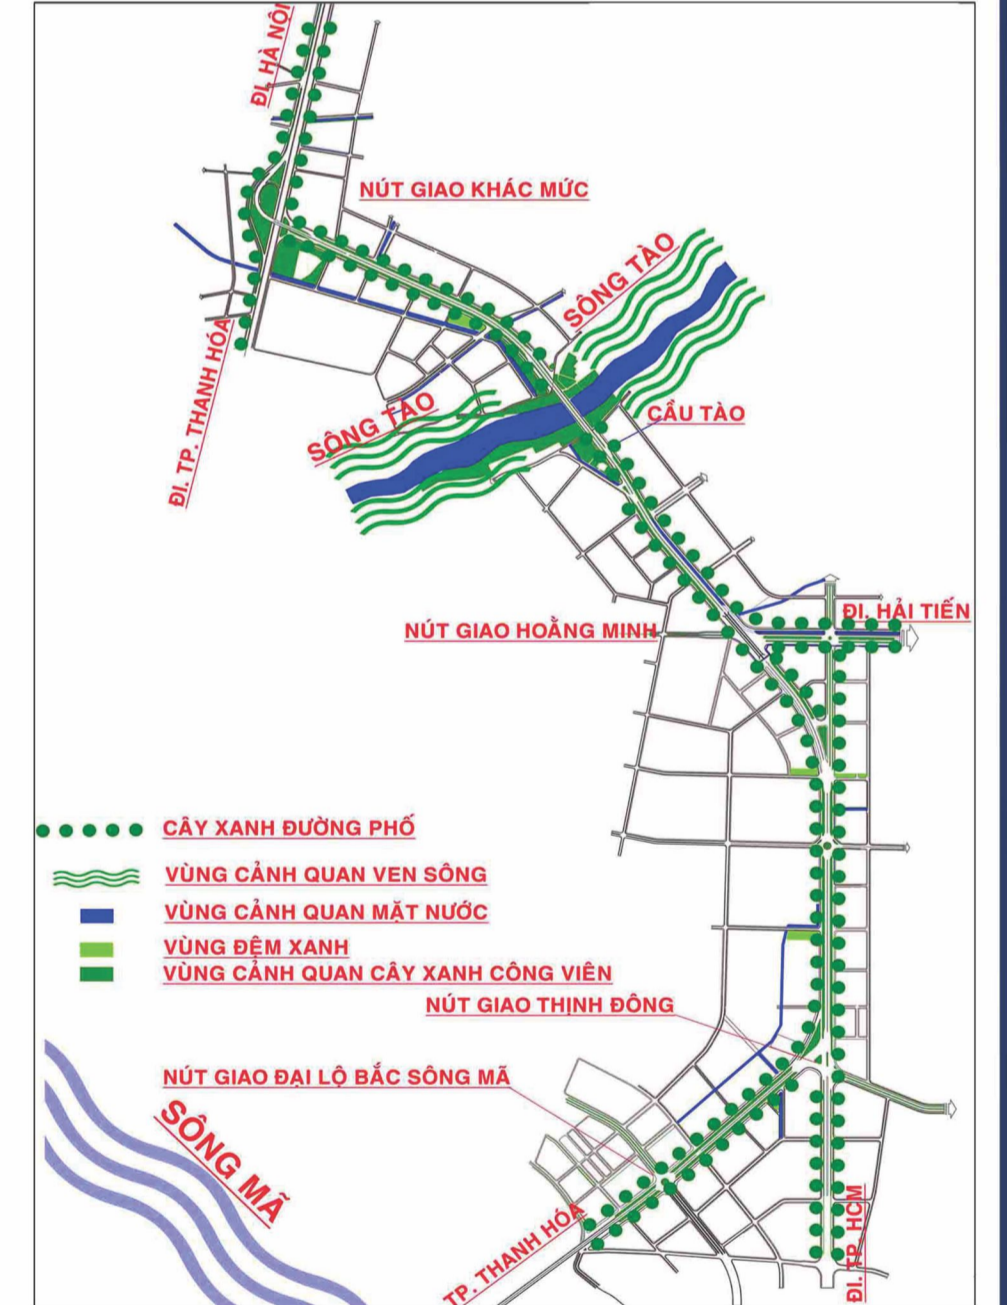 ĐI. HÀ NỘI
NÚT GIAO KHÁC MỨC
SÔNG TÀO
ĐI. TP. THANH HÓA
SÔNG TÀO
CẦU TÀO
ĐI. HẢI TIẾN
NÚT GIAO HOẰNG MINH
CÂY XANH ĐƯỜNG PHỐ
VÙNG CẢNH QUAN VEN SÔNG
VÙNG CẢNH QUAN MẶT NƯỚC
VÙNG ĐỆM XANH
VÙNG CẢNH QUAN CÂY XANH CÔNG VIÊN
NÚT GIAO THỊNH ĐÔNG
NÚT GIAO ĐẠI LỘ BẮC SÔNG MÃ
SÔNG MÃ
TP. THANH HÓA
ĐI. TP. HCM